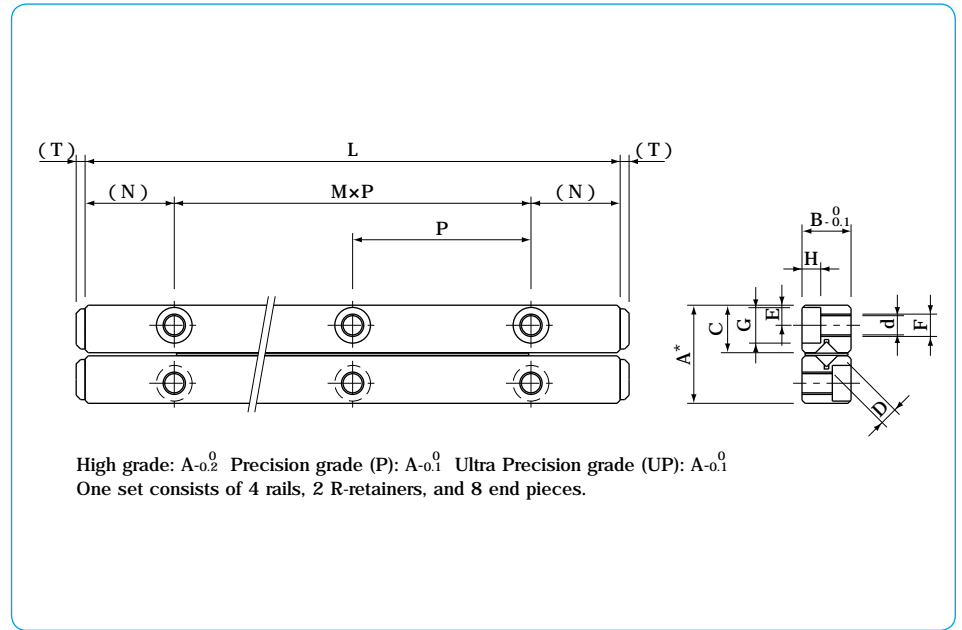 ( T ) L ( T )
( N ) M×P ( N )
P
B-0.1 0
H
A*
C
G
E
d
F
D
High grade: A-0.2 0 Precision grade (P): A-0.1 0 Ultra Precision grade (UP): A-0.1 0
One set consists of 4 rails, 2 R-retainers, and 8 end pieces.